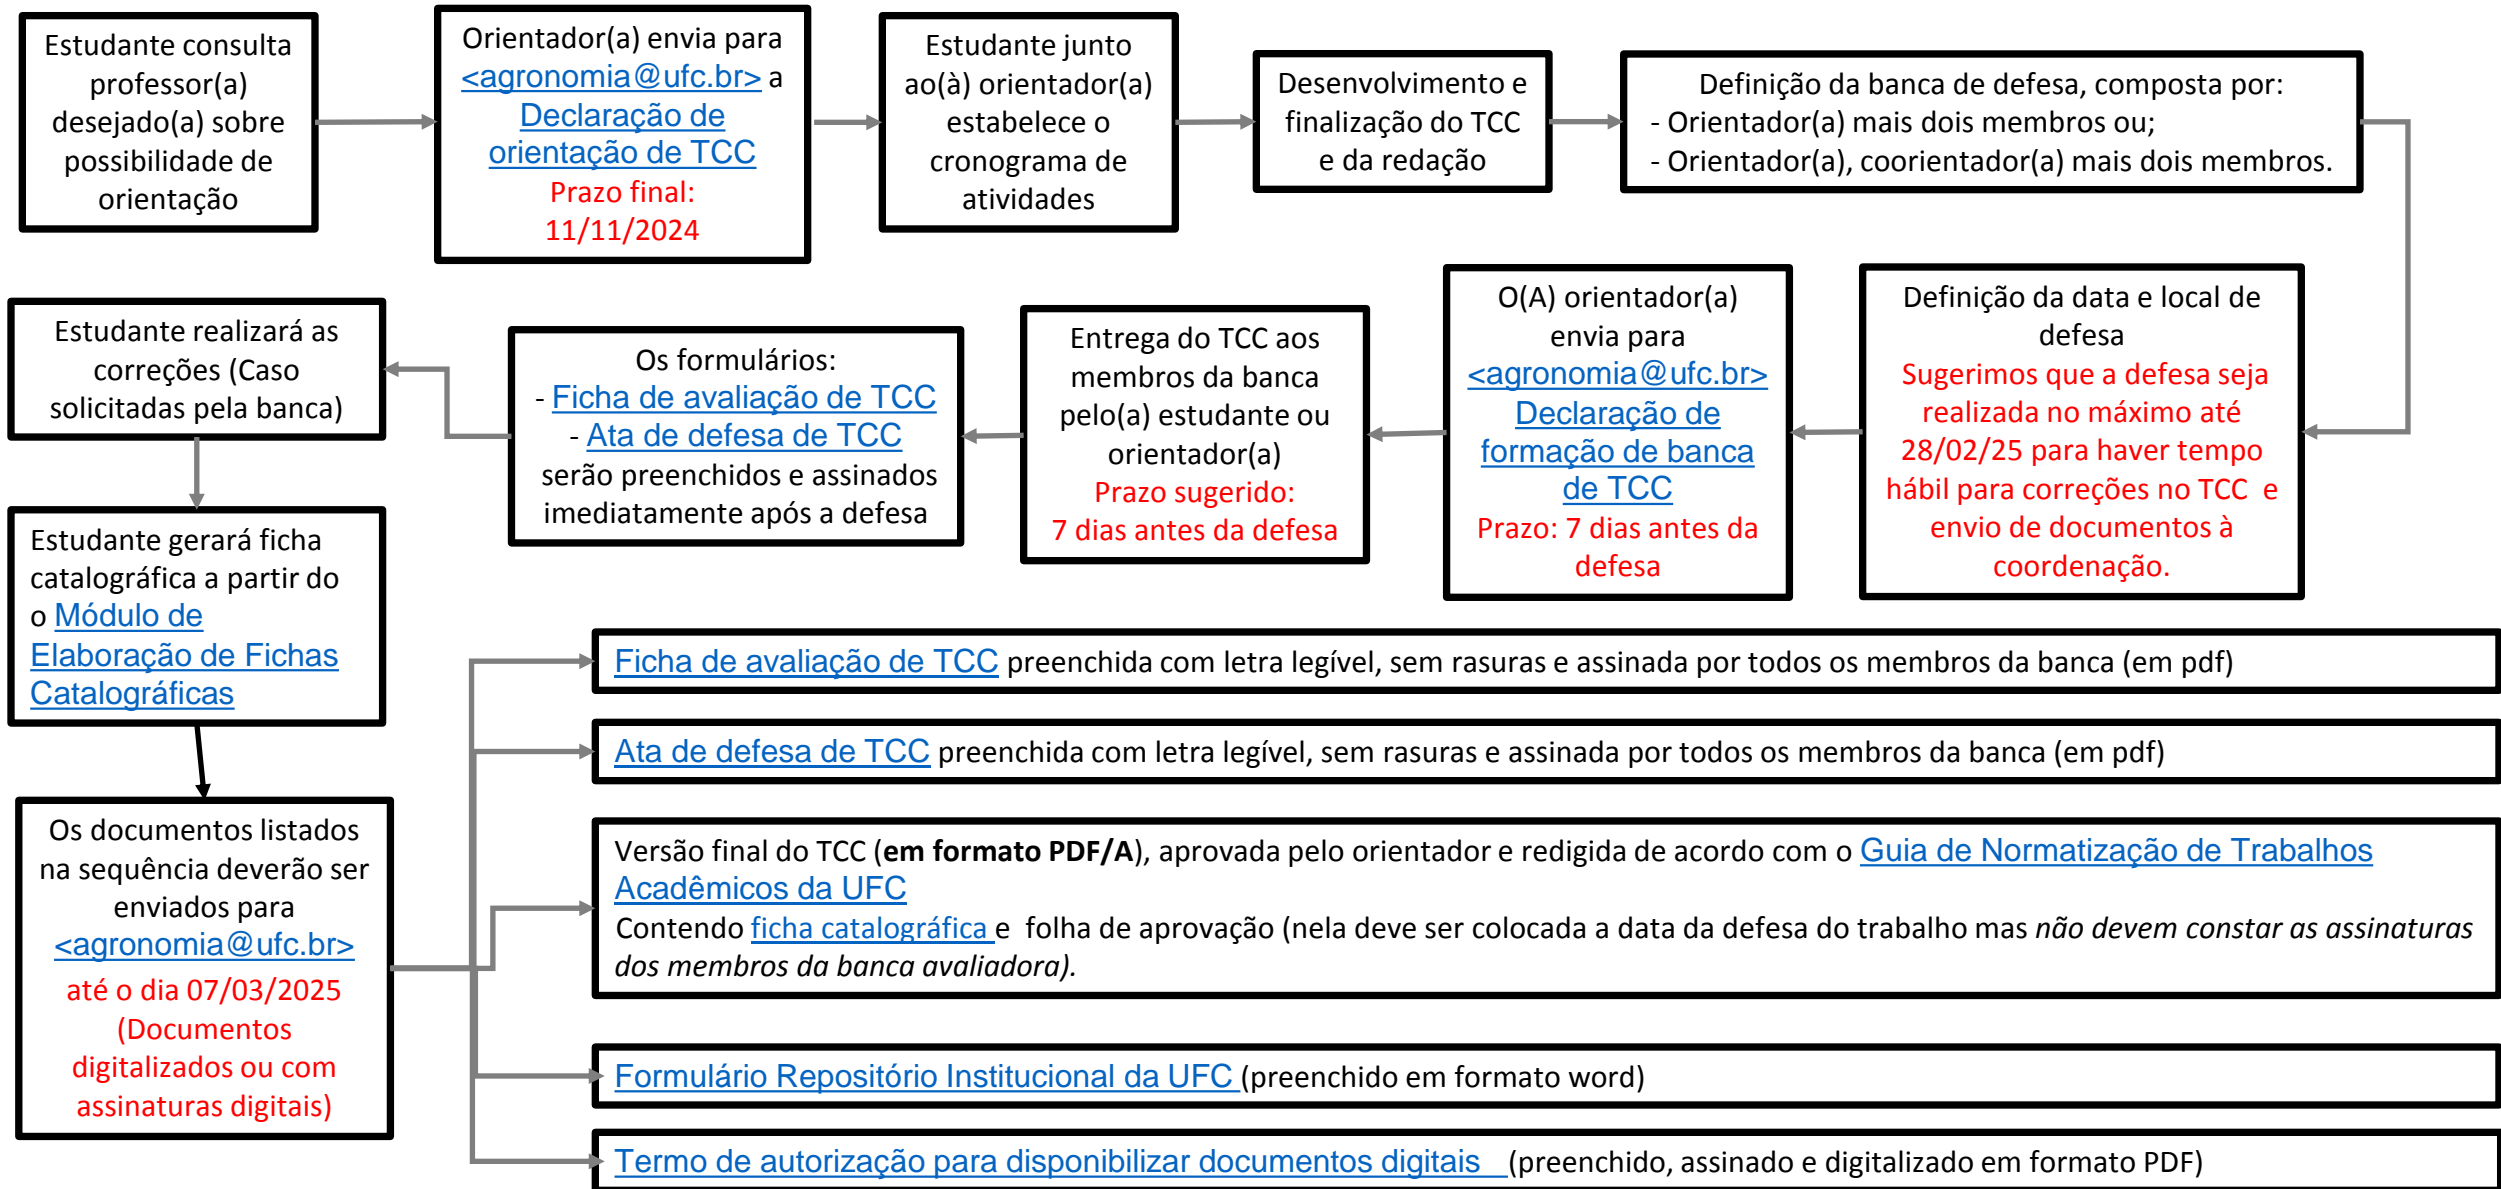 Estudante consulta
professor(a)
desejado(a) sobre
possibilidade de
orientação
Orientador(a) envia para
<agronomia@ufc.br> a
Declaração de
orientação de TCC
Prazo final:
11/11/2024
Estudante junto
ao(à) orientador(a)
estabelece o
cronograma de
atividades
Desenvolvimento e
finalização do TCC
e da redação
Definição da banca de defesa, composta por:
- Orientador(a) mais dois membros ou;
- Orientador(a), coorientador(a) mais dois membros.
Definição da data e local de
defesa
Sugerimos que a defesa seja
realizada no máximo até
28/02/25 para haver tempo
hábil para correções no TCC e
envio de documentos à
coordenação.
O(A) orientador(a)
envia para
<agronomia@ufc.br>
Declaração de
formação de banca
de TCC
Prazo: 7 dias antes da
defesa
Entrega do TCC aos
membros da banca
pelo(a) estudante ou
orientador(a)
Prazo sugerido:
7 dias antes da defesa
Os formulários:
- Ficha de avaliação de TCC
- Ata de defesa de TCC
serão preenchidos e assinados
imediatamente após a defesa
Estudante realizará as
correções (Caso
solicitadas pela banca)
Estudante gerará ficha
catalográfica a partir do
o Módulo de
Elaboração de Fichas
Catalográficas
Os documentos listados
na sequência deverão ser
enviados para
<agronomia@ufc.br>
até o dia 07/03/2025
(Documentos
digitalizados ou com
assinaturas digitais)
Ficha de avaliação de TCC preenchida com letra legível, sem rasuras e assinada por todos os membros da banca (em pdf)
Ata de defesa de TCC preenchida com letra legível, sem rasuras e assinada por todos os membros da banca (em pdf)
Versão final do TCC (em formato PDF/A), aprovada pelo orientador e redigida de acordo com o Guia de Normatização de Trabalhos
Acadêmicos da UFC
Contendo ficha catalográfica e folha de aprovação (nela deve ser colocada a data da defesa do trabalho mas não devem constar as assinaturas
dos membros da banca avaliadora).
Formulário Repositório Institucional da UFC (preenchido em formato word)
Termo de autorização para disponibilizar documentos digitais (preenchido, assinado e digitalizado em formato PDF)